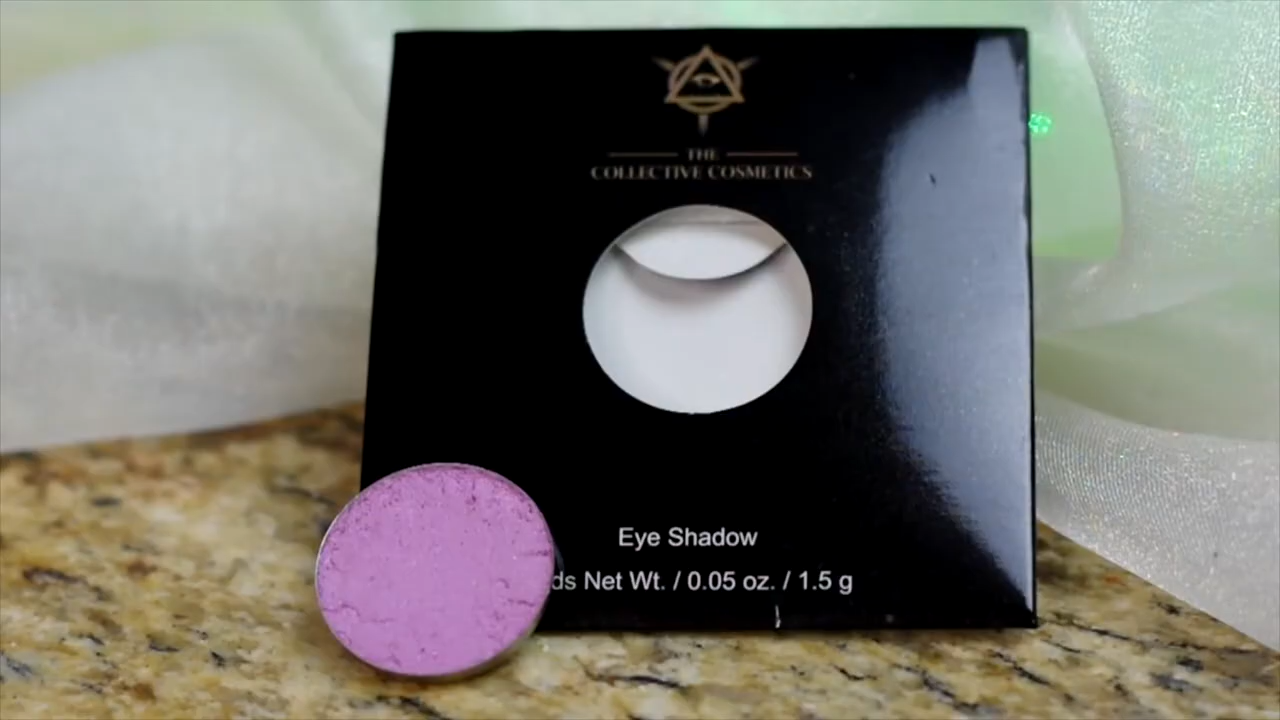 THE
COLLECTIVE COSMETICS
Eye Shadow
ds Net Wt. / 0.05 oz. / 1.5 g